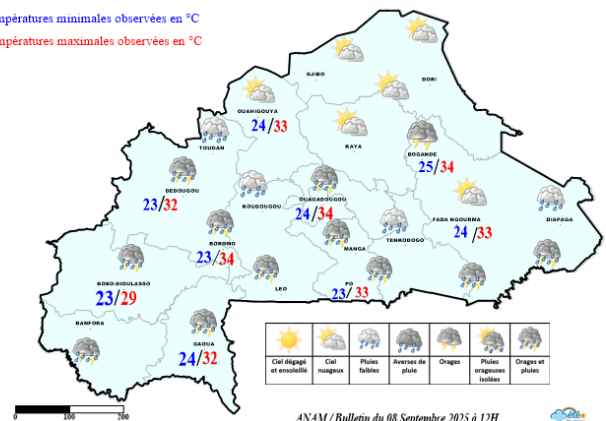 mpératures minimales observées en °C
mpératures maximales observées en °C
DJIBO
DORI
OUAHIGOUYA
24/33
TOUGAN
KAYA
BOGANDE
25/34
DEDOUGOU
23/32
KOUDOUGOU
OUAGADOUGOU
24/34
FADA NGOURMA
24/33
DIAPAGA
BOROMO
23/34
MANGA
TENKODOGO
BOBO-DIOULASSO
23/29
LEO
PO
23/33
BANFORA
GAOUA
24/32
Ciel dégagé et ensoleillé
Ciel nuageux
Pluies faibles
Averses de pluie
Orages
Pluies orageuses isolées
Orages et pluies
0 100 200
ANAM / Bulletin du 08 Septembre 2025 à 12H
été